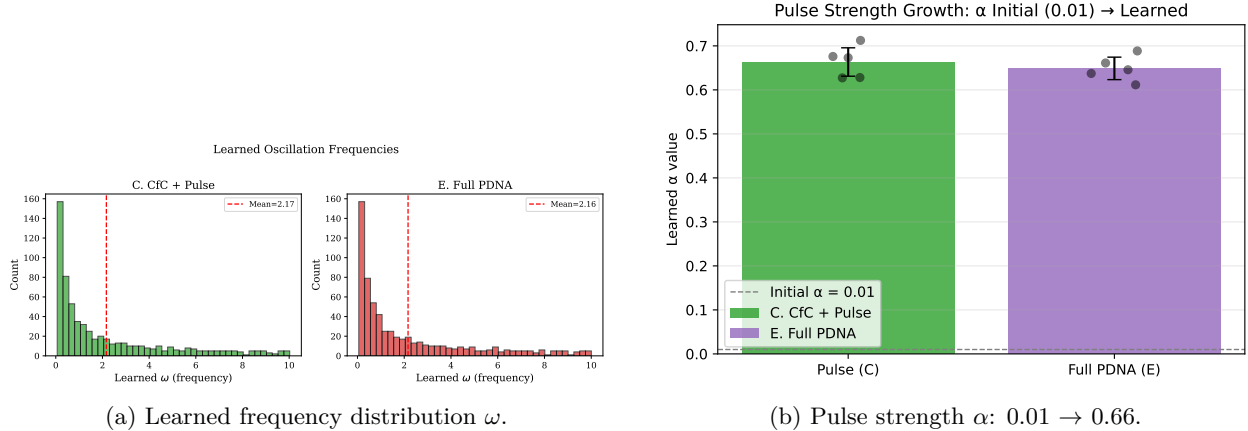 Learned Oscillation Frequencies
C. CfC + Pulse
Mean=2.17
Count
160
140
120
100
80
60
40
20
0
0 2 4 6 8 10
Learned ω (frequency)
E. Full PDNA
Mean=2.16
Count
160
140
120
100
80
60
40
20
0
0 2 4 6 8 10
Learned ω (frequency)
(a) Learned frequency distribution ω.
Pulse Strength Growth: α Initial (0.01) → Learned
Learned α value
0.7
0.6
0.5
0.4
0.3
0.2
0.1
0.0
Initial α = 0.01
C. CfC + Pulse
E. Full PDNA
Pulse (C) Full PDNA (E)
(b) Pulse strength α: 0.01 → 0.66.